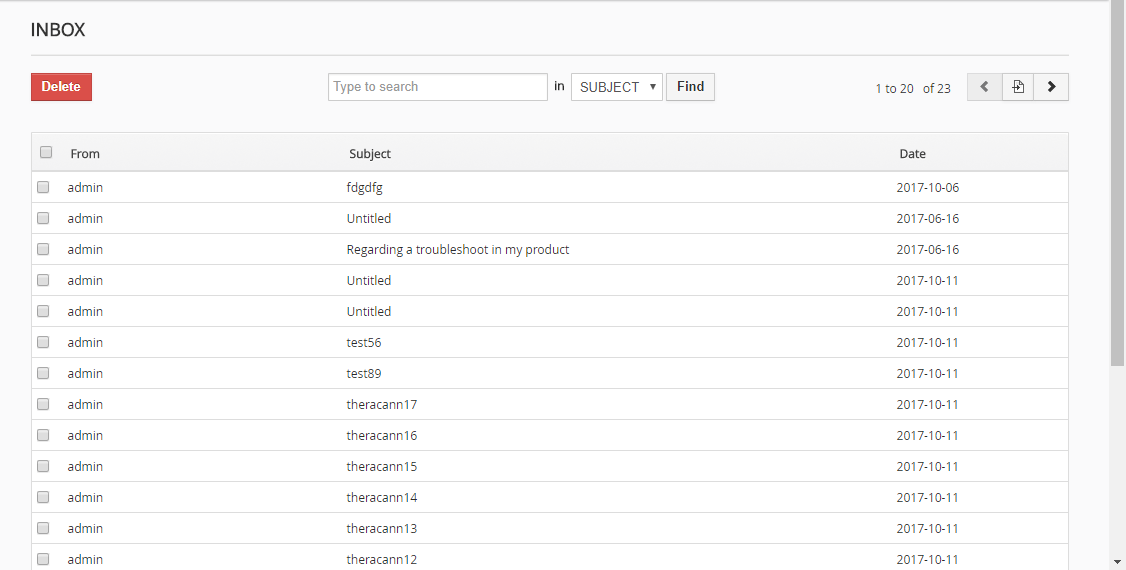 INBOX
Delete Type to search in SUBJECT Find 1 to 20 of 23
From Subject Date
admin fdgdfg 2017-10-06
admin Untitled 2017-06-16
admin Regarding a troubleshoot in my product 2017-06-16
admin Untitled 2017-10-11
admin Untitled 2017-10-11
admin test56 2017-10-11
admin test89 2017-10-11
admin theracann17 2017-10-11
admin theracann16 2017-10-11
admin theracann15 2017-10-11
admin theracann14 2017-10-11
admin theracann13 2017-10-11
admin theracann12 2017-10-11